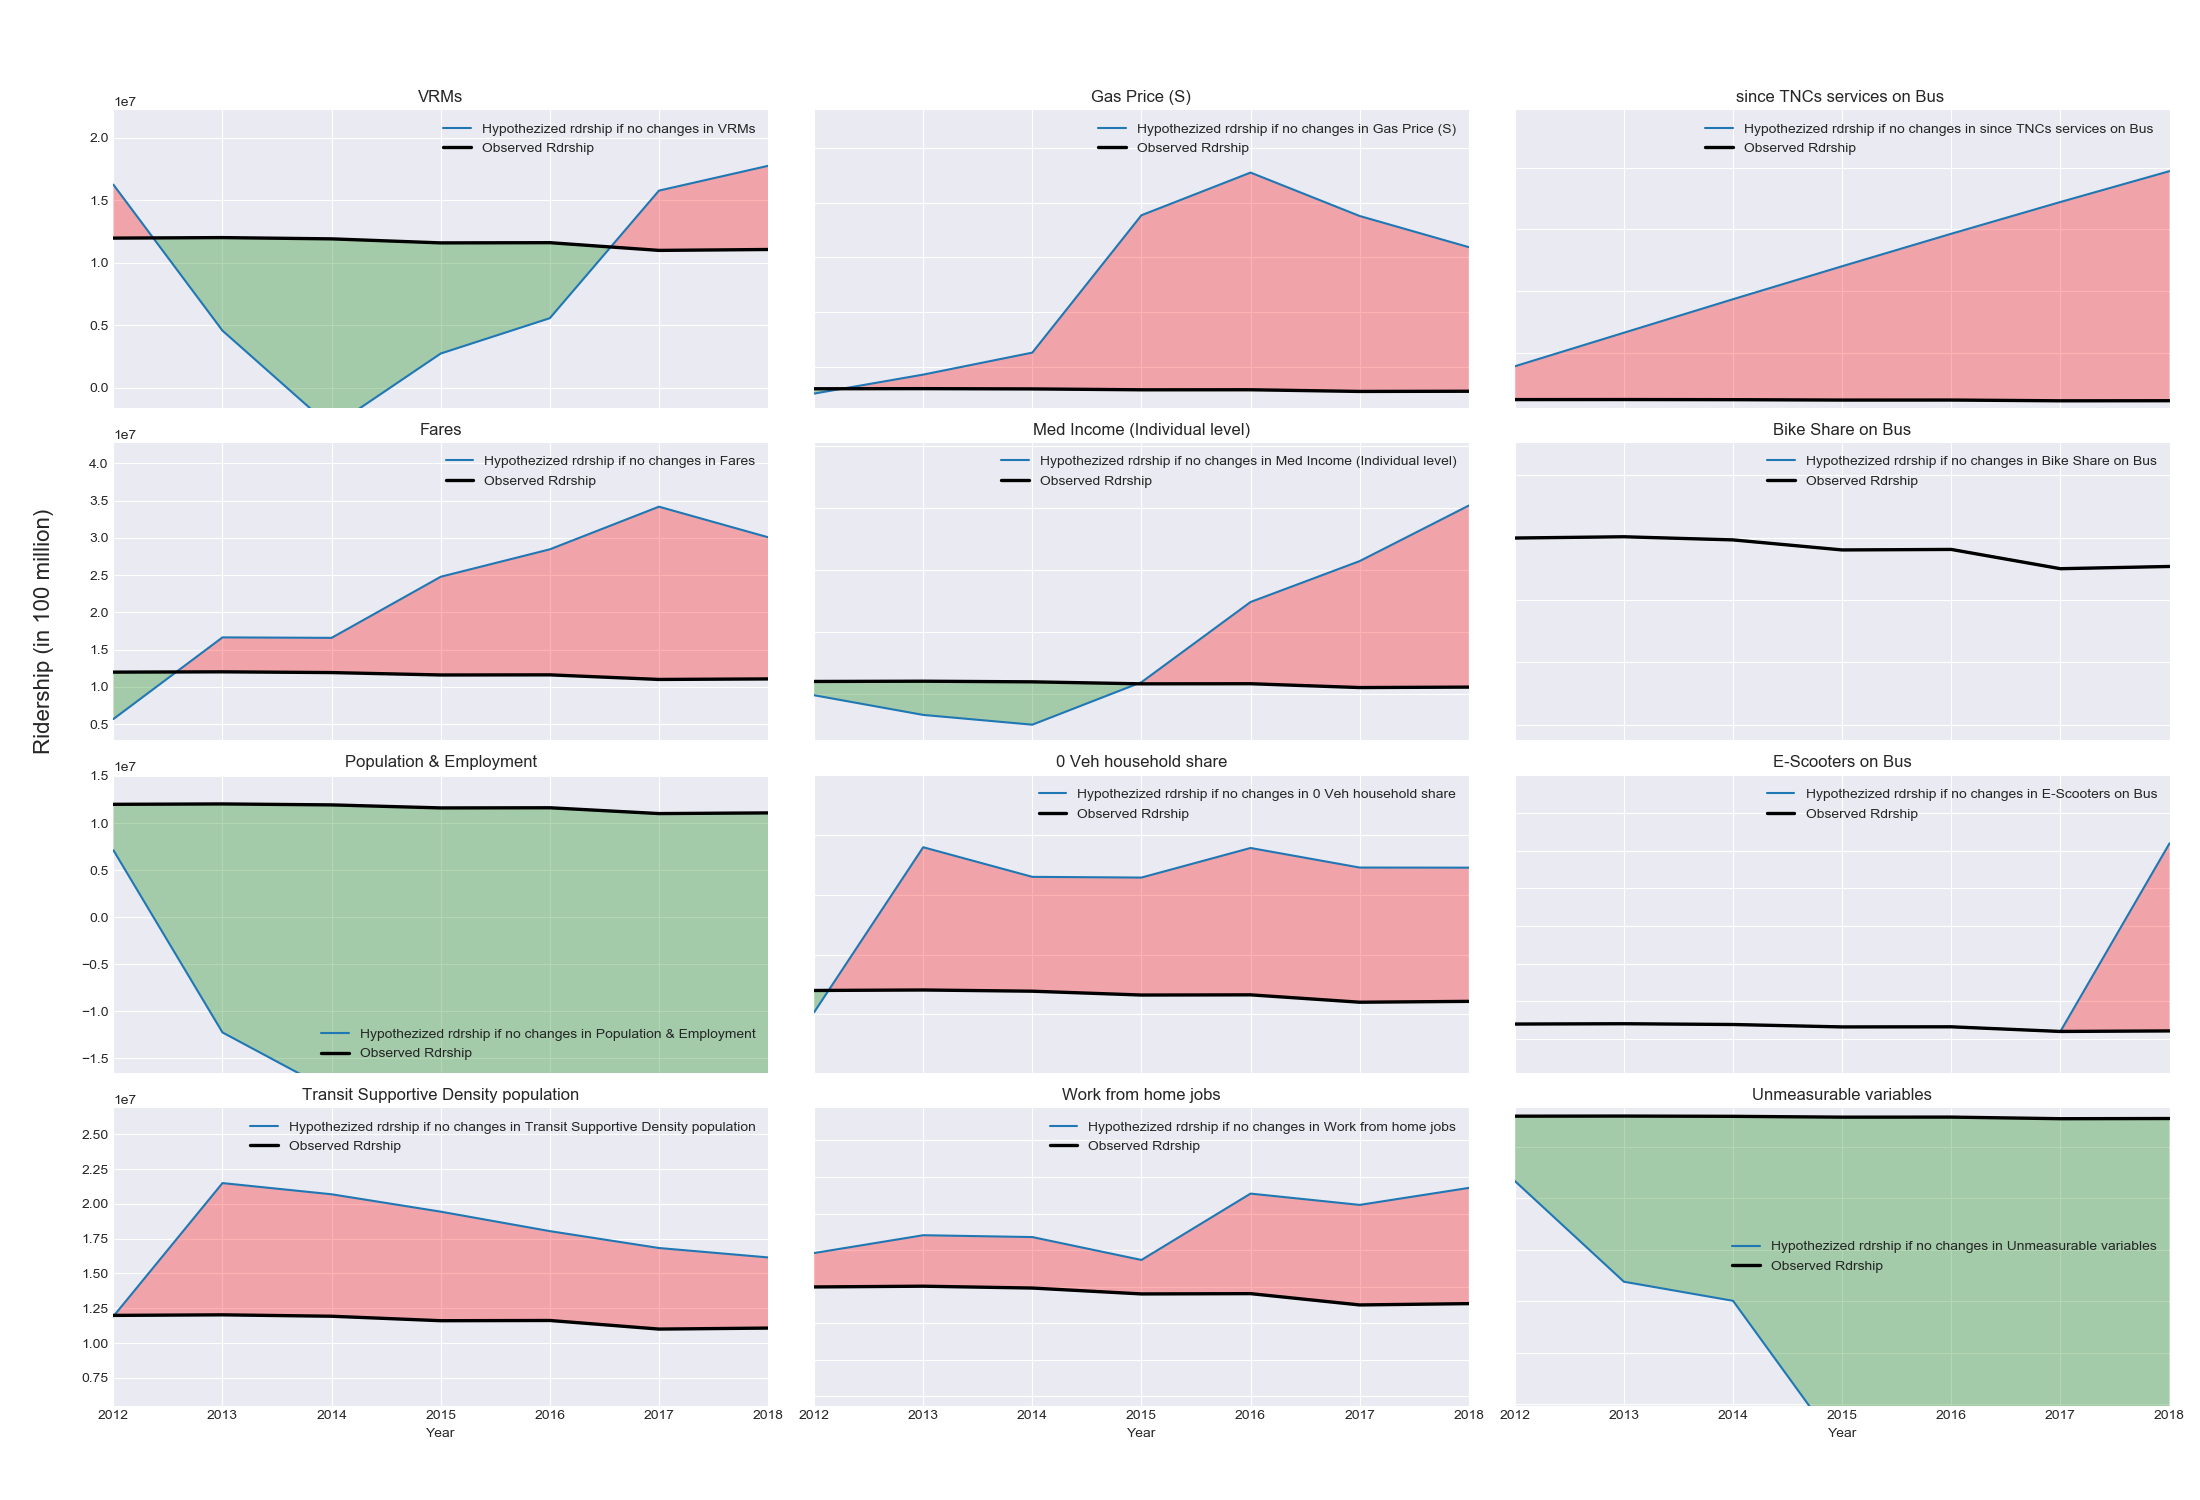 Ridership (in 100 million)
VRMs
1e7
Hypothezized rdrship if no changes in VRMs
Observed Rdrship
2.0
1.5
1.0
0.5
0.0
Gas Price (S)
Hypothezized rdrship if no changes in Gas Price (S)
Observed Rdrship
since TNCs services on Bus
Hypothezized rdrship if no changes in since TNCs services on Bus
Observed Rdrship
Fares
1e7
Hypothezized rdrship if no changes in Fares
Observed Rdrship
4.0
3.5
3.0
2.5
2.0
1.5
1.0
0.5
Med Income (Individual level)
Hypothezized rdrship if no changes in Med Income (Individual level)
Observed Rdrship
Bike Share on Bus
Hypothezized rdrship if no changes in Bike Share on Bus
Observed Rdrship
Population & Employment
1e7
1.5
1.0
0.5
0.0
−0.5
−1.0
−1.5
Hypothezized rdrship if no changes in Population & Employment
Observed Rdrship
0 Veh household share
Hypothezized rdrship if no changes in 0 Veh household share
Observed Rdrship
E-Scooters on Bus
Hypothezized rdrship if no changes in E-Scooters on Bus
Observed Rdrship
Transit Supportive Density population
1e7
Hypothezized rdrship if no changes in Transit Supportive Density population
Observed Rdrship
2.50
2.25
2.00
1.75
1.50
1.25
1.00
0.75
2012 2013 2014 2015 2016 2017 2018
Year
Work from home jobs
Hypothezized rdrship if no changes in Work from home jobs
Observed Rdrship
2012 2013 2014 2015 2016 2017 2018
Year
Unmeasurable variables
Hypothezized rdrship if no changes in Unmeasurable variables
Observed Rdrship
2012 2013 2014 2015 2016 2017 2018
Year